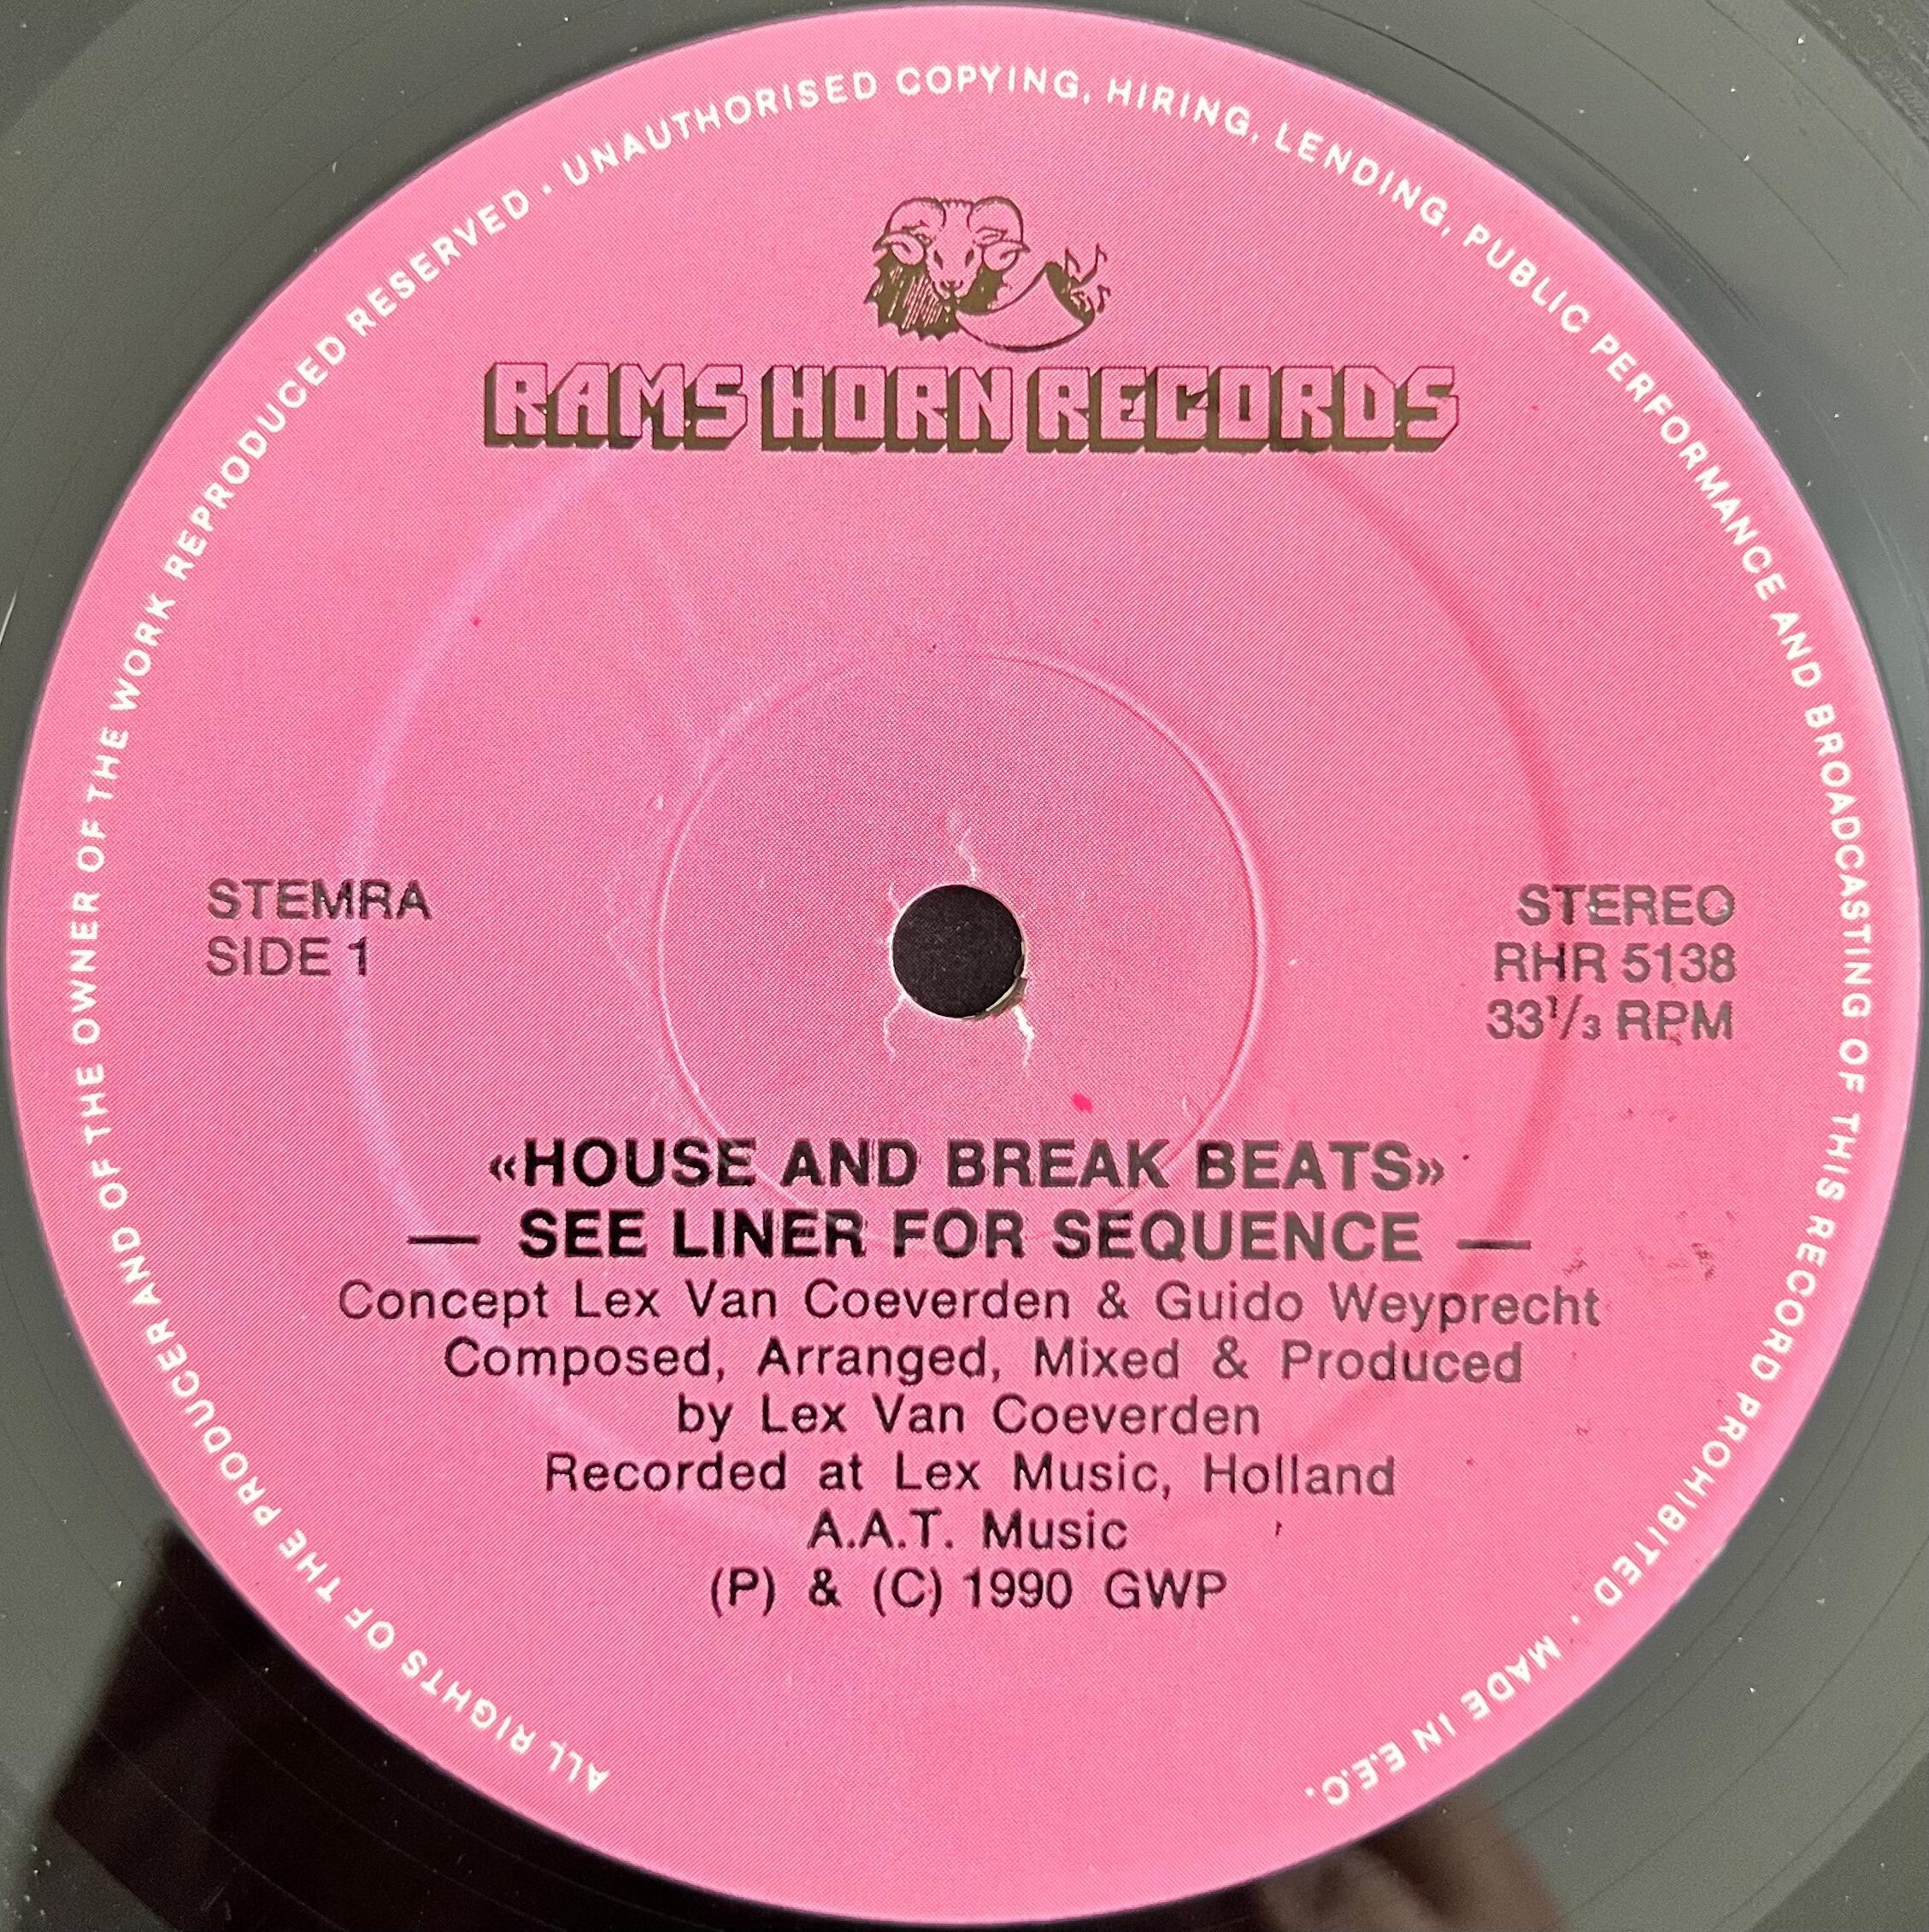 ALL RIGHTS OF THE PRODUCER AND OF THE OWNER OF THE WORK REPRODUCED RESERVED · UNAUTHORISED COPYING, HIRING, LENDING, PUBLIC PERFORMANCE AND BROADCASTING OF THIS RECORD PROHIBITED · MADE IN E.E.C.
RAMS HORN RECORDS
STEMRA
SIDE 1
STEREO
RHR 5138
33 1/3 RPM
«HOUSE AND BREAK BEATS»
— SEE LINER FOR SEQUENCE —
Concept Lex Van Coeverden & Guido Weyprecht
Composed, Arranged, Mixed & Produced
by Lex Van Coeverden
Recorded at Lex Music, Holland
A.A.T. Music
(P) & (C) 1990 GWP